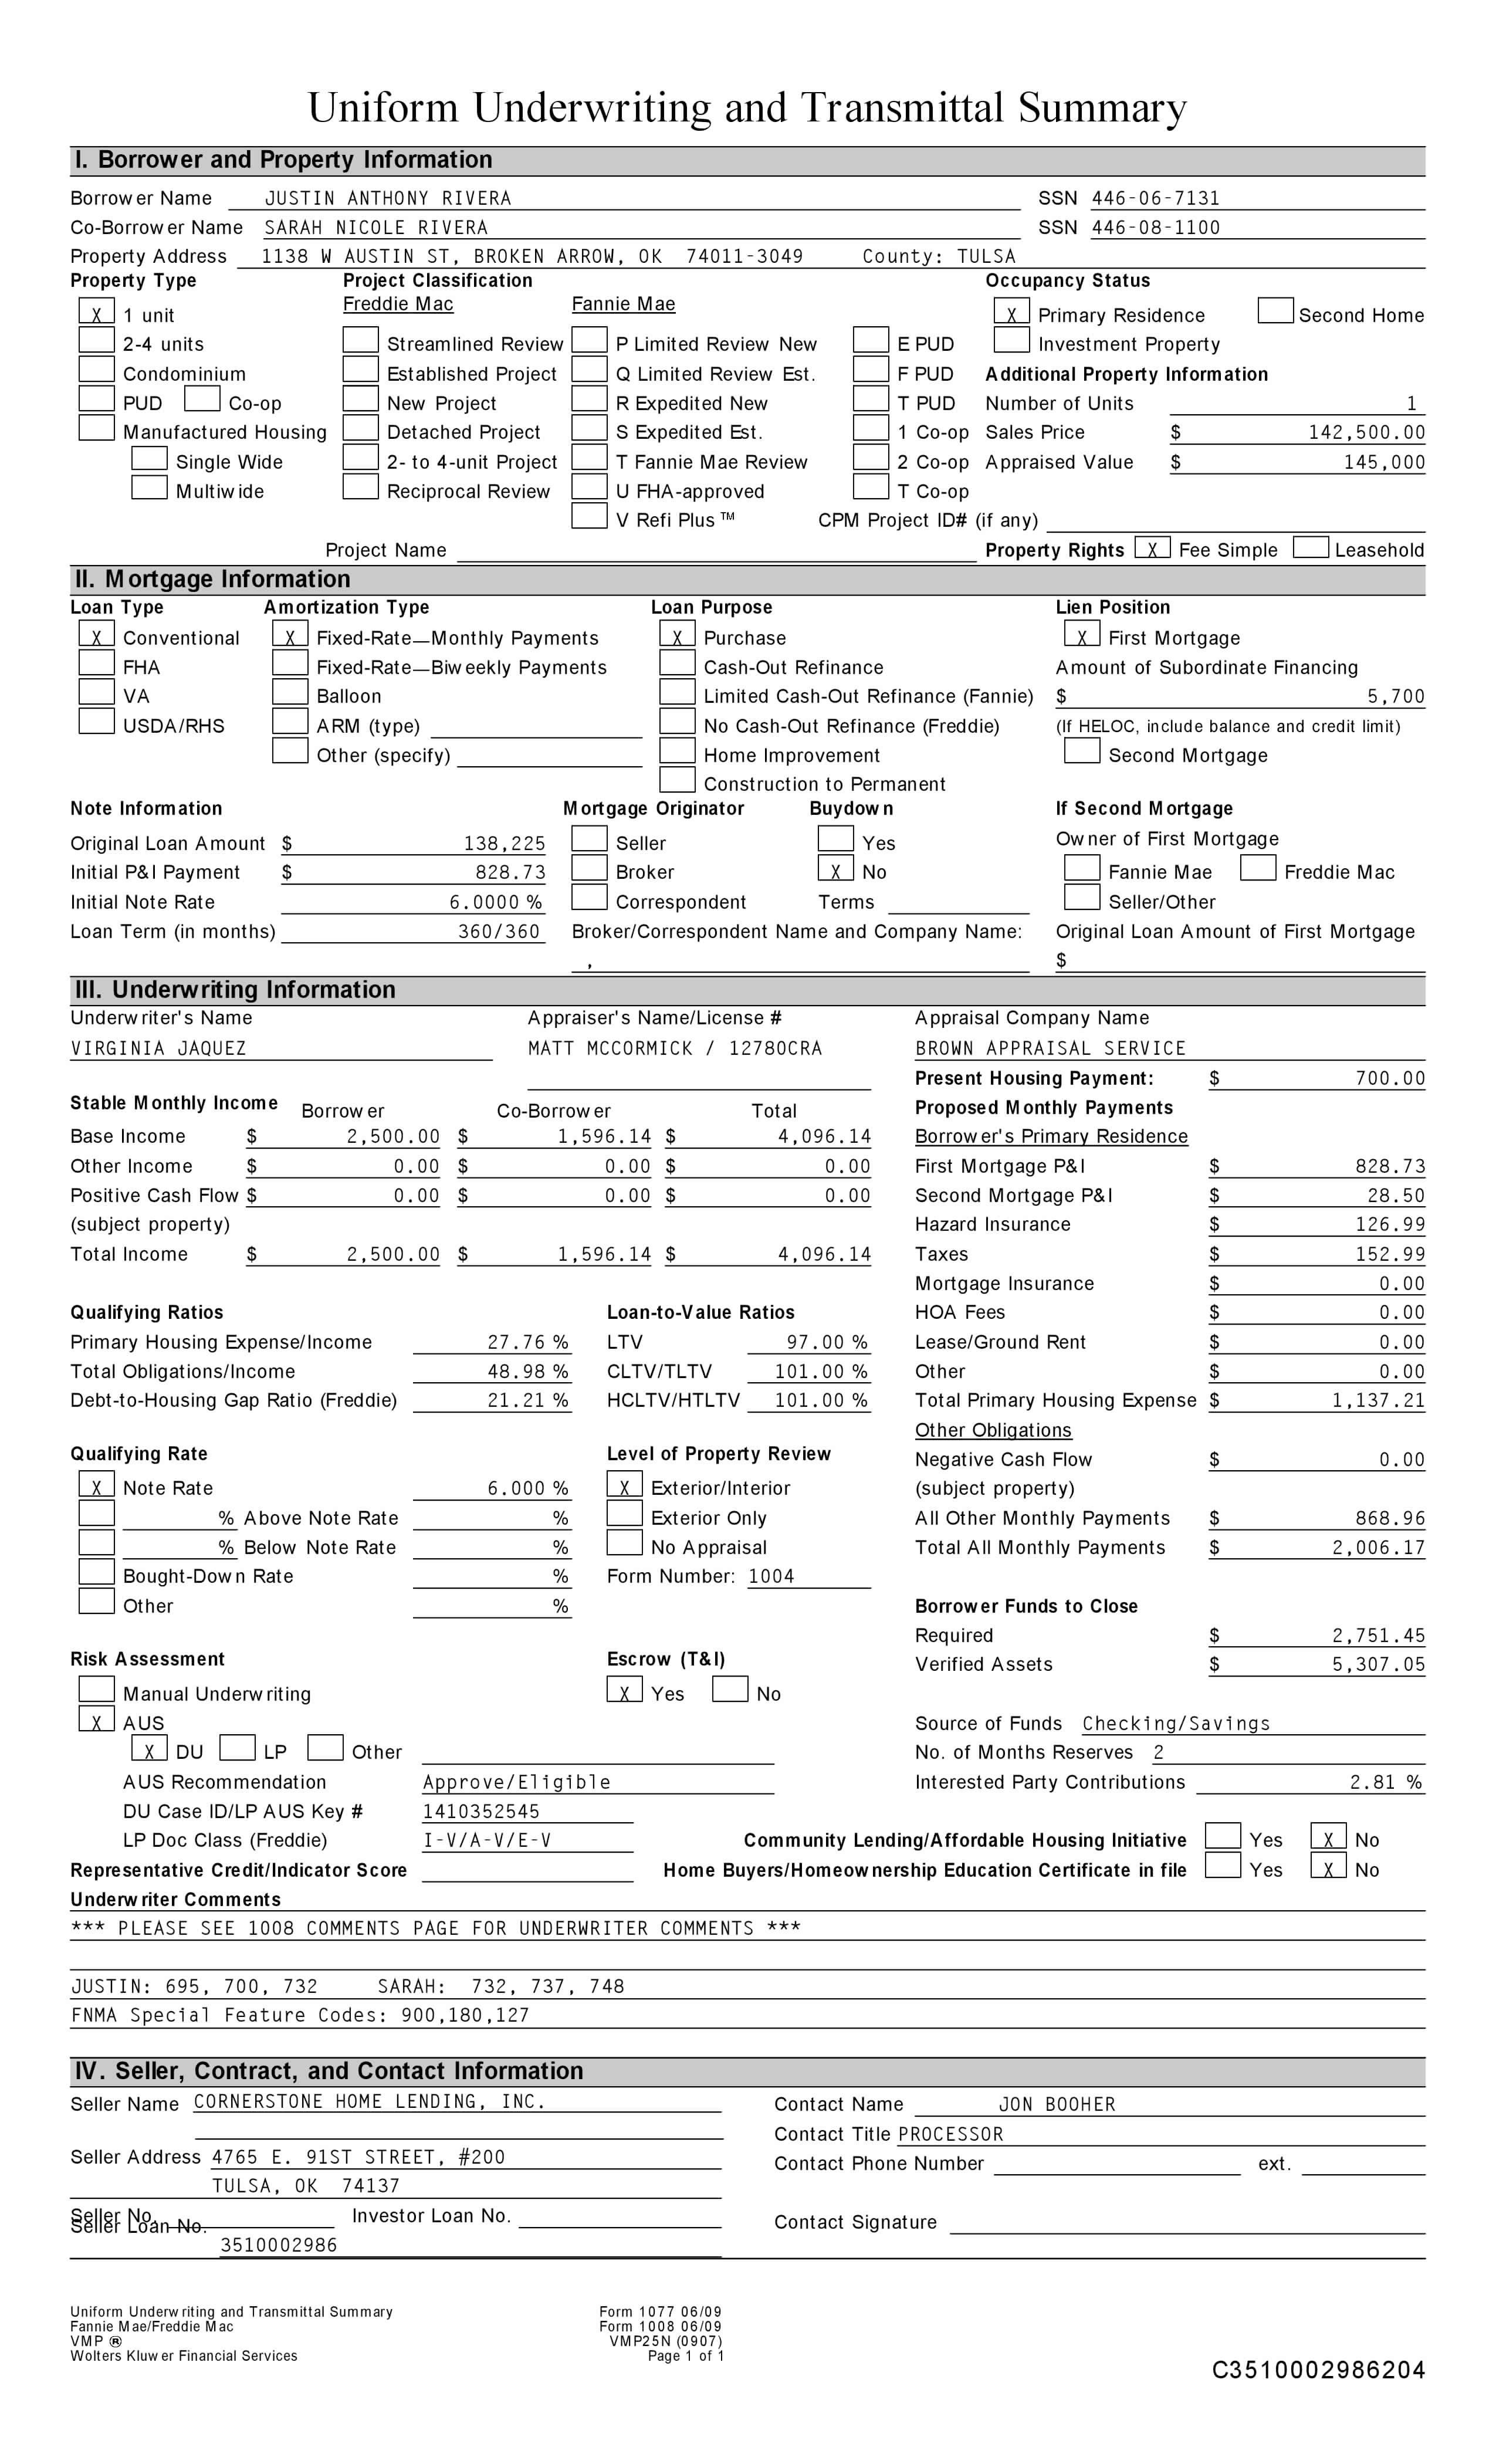 Uniform Underwriting and Transmittal Summary
I. Borrower and Property Information
Borrower Name JUSTIN ANTHONY RIVERA SSN 446-06-7131
Co-Borrower Name SARAH NICOLE RIVERA SSN 446-08-1100
Property Address 1138 W AUSTIN ST, BROKEN ARROW, OK 74011-3049 County: TULSA
Property Type Project Classification Occupancy Status
Freddie Mac Fannie Mae
X 1 unit X Primary Residence Second Home
2-4 units Streamlined Review P Limited Review New E PUD Investment Property
Condominium Established Project Q Limited Review Est. F PUD Additional Property Information
PUD Co-op New Project R Expedited New T PUD Number of Units 1
Manufactured Housing Detached Project S Expedited Est. 1 Co-op Sales Price $ 142,500.00
Single Wide 2- to 4-unit Project T Fannie Mae Review 2 Co-op Appraised Value $ 145,000
Multiwide Reciprocal Review U FHA-approved T Co-op
V Refi Plus™ CPM Project ID# (if any)
Project Name Property Rights X Fee Simple Leasehold
II. Mortgage Information
Loan Type Amortization Type Loan Purpose Lien Position
X Conventional X Fixed-Rate—Monthly Payments X Purchase X First Mortgage
FHA Fixed-Rate—Biweekly Payments Cash-Out Refinance Amount of Subordinate Financing
VA Balloon Limited Cash-Out Refinance (Fannie) $ 5,700
USDA/RHS ARM (type) No Cash-Out Refinance (Freddie) (If HELOC, include balance and credit limit)
Other (specify) Home Improvement Second Mortgage
Construction to Permanent
Note Information Mortgage Originator Buydown If Second Mortgage
Original Loan Amount $ 138,225 Seller Yes Owner of First Mortgage
Initial P&I Payment $ 828.73 Broker X No Fannie Mae Freddie Mac
Initial Note Rate 6.0000 % Correspondent Terms Seller/Other
Loan Term (in months) 360/360 Broker/Correspondent Name and Company Name: Original Loan Amount of First Mortgage
, $
III. Underwriting Information
Underwriter's Name Appraiser's Name/License # Appraisal Company Name
VIRGINIA JAQUEZ MATT MCCORMICK / 12780CRA BROWN APPRAISAL SERVICE
Present Housing Payment: $ 700.00
Stable Monthly Income Borrower Co-Borrower Total Proposed Monthly Payments
Base Income $ 2,500.00 $ 1,596.14 $ 4,096.14 Borrower's Primary Residence
Other Income $ 0.00 $ 0.00 $ 0.00 First Mortgage P&I $ 828.73
Positive Cash Flow $ 0.00 $ 0.00 $ 0.00 Second Mortgage P&I $ 28.50
(subject property) Hazard Insurance $ 126.99
Total Income $ 2,500.00 $ 1,596.14 $ 4,096.14 Taxes $ 152.99
Mortgage Insurance $ 0.00
Qualifying Ratios Loan-to-Value Ratios HOA Fees $ 0.00
Primary Housing Expense/Income 27.76 % LTV 97.00 % Lease/Ground Rent $ 0.00
Total Obligations/Income 48.98 % CLTV/TLTV 101.00 % Other $ 0.00
Debt-to-Housing Gap Ratio (Freddie) 21.21 % HCLTV/HTLTV 101.00 % Total Primary Housing Expense $ 1,137.21
Other Obligations
Qualifying Rate Level of Property Review Negative Cash Flow $ 0.00
X Note Rate 6.000 % X Exterior/Interior (subject property)
% Above Note Rate % Exterior Only All Other Monthly Payments $ 868.96
% Below Note Rate % No Appraisal Total All Monthly Payments $ 2,006.17
Bought-Down Rate % Form Number: 1004
Other % Borrower Funds to Close
Required $ 2,751.45
Risk Assessment Escrow (T&I) Verified Assets $ 5,307.05
Manual Underwriting X Yes No
X AUS Source of Funds Checking/Savings
X DU LP Other No. of Months Reserves 2
AUS Recommendation Approve/Eligible Interested Party Contributions 2.81 %
DU Case ID/LP AUS Key # 1410352545
LP Doc Class (Freddie) I-V/A-V/E-V Community Lending/Affordable Housing Initiative Yes X No
Representative Credit/Indicator Score Home Buyers/Homeownership Education Certificate in file Yes X No
Underwriter Comments
*** PLEASE SEE 1008 COMMENTS PAGE FOR UNDERWRITER COMMENTS ***
JUSTIN: 695, 700, 732 SARAH: 732, 737, 748
FNMA Special Feature Codes: 900,180,127
IV. Seller, Contract, and Contact Information
Seller Name CORNERSTONE HOME LENDING, INC. Contact Name JON BOOHER
Contact Title PROCESSOR
Seller Address 4765 E. 91ST STREET, #200 Contact Phone Number ext.
TULSA, OK 74137
Seller No. Investor Loan No. Contact Signature
Seller Loan No.
3510002986
Uniform Underwriting and Transmittal Summary Form 1077 06/09
Fannie Mae/Freddie Mac Form 1008 06/09
VMP ® VMP25N (0907)
Wolters Kluwer Financial Services Page 1 of 1
C3510002986204